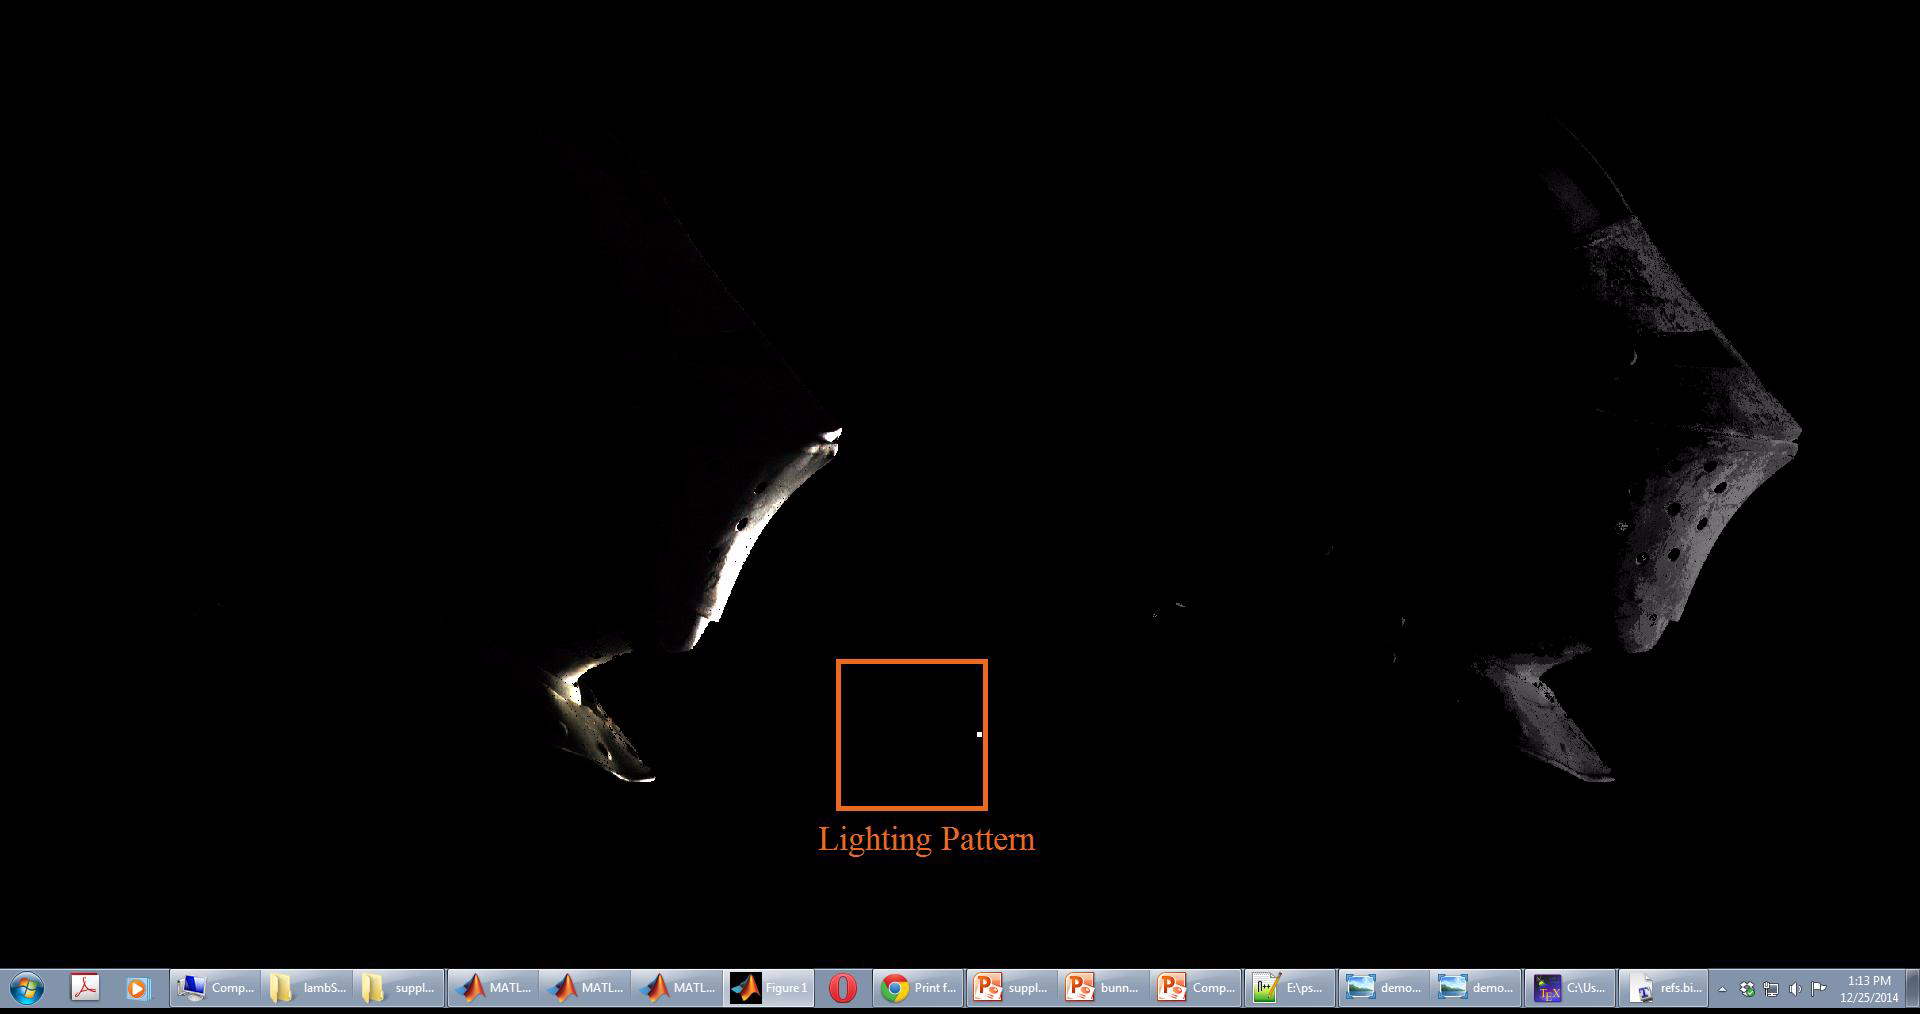 Lighting Pattern
Comp...
lambS...
suppl...
MATL...
MATL...
MATL...
Figure 1
Print f...
suppl...
bunn...
Comp...
E:\ps...
demo...
demo...
C:\Us...
refs.bi...
1:13 PM
12/25/2014